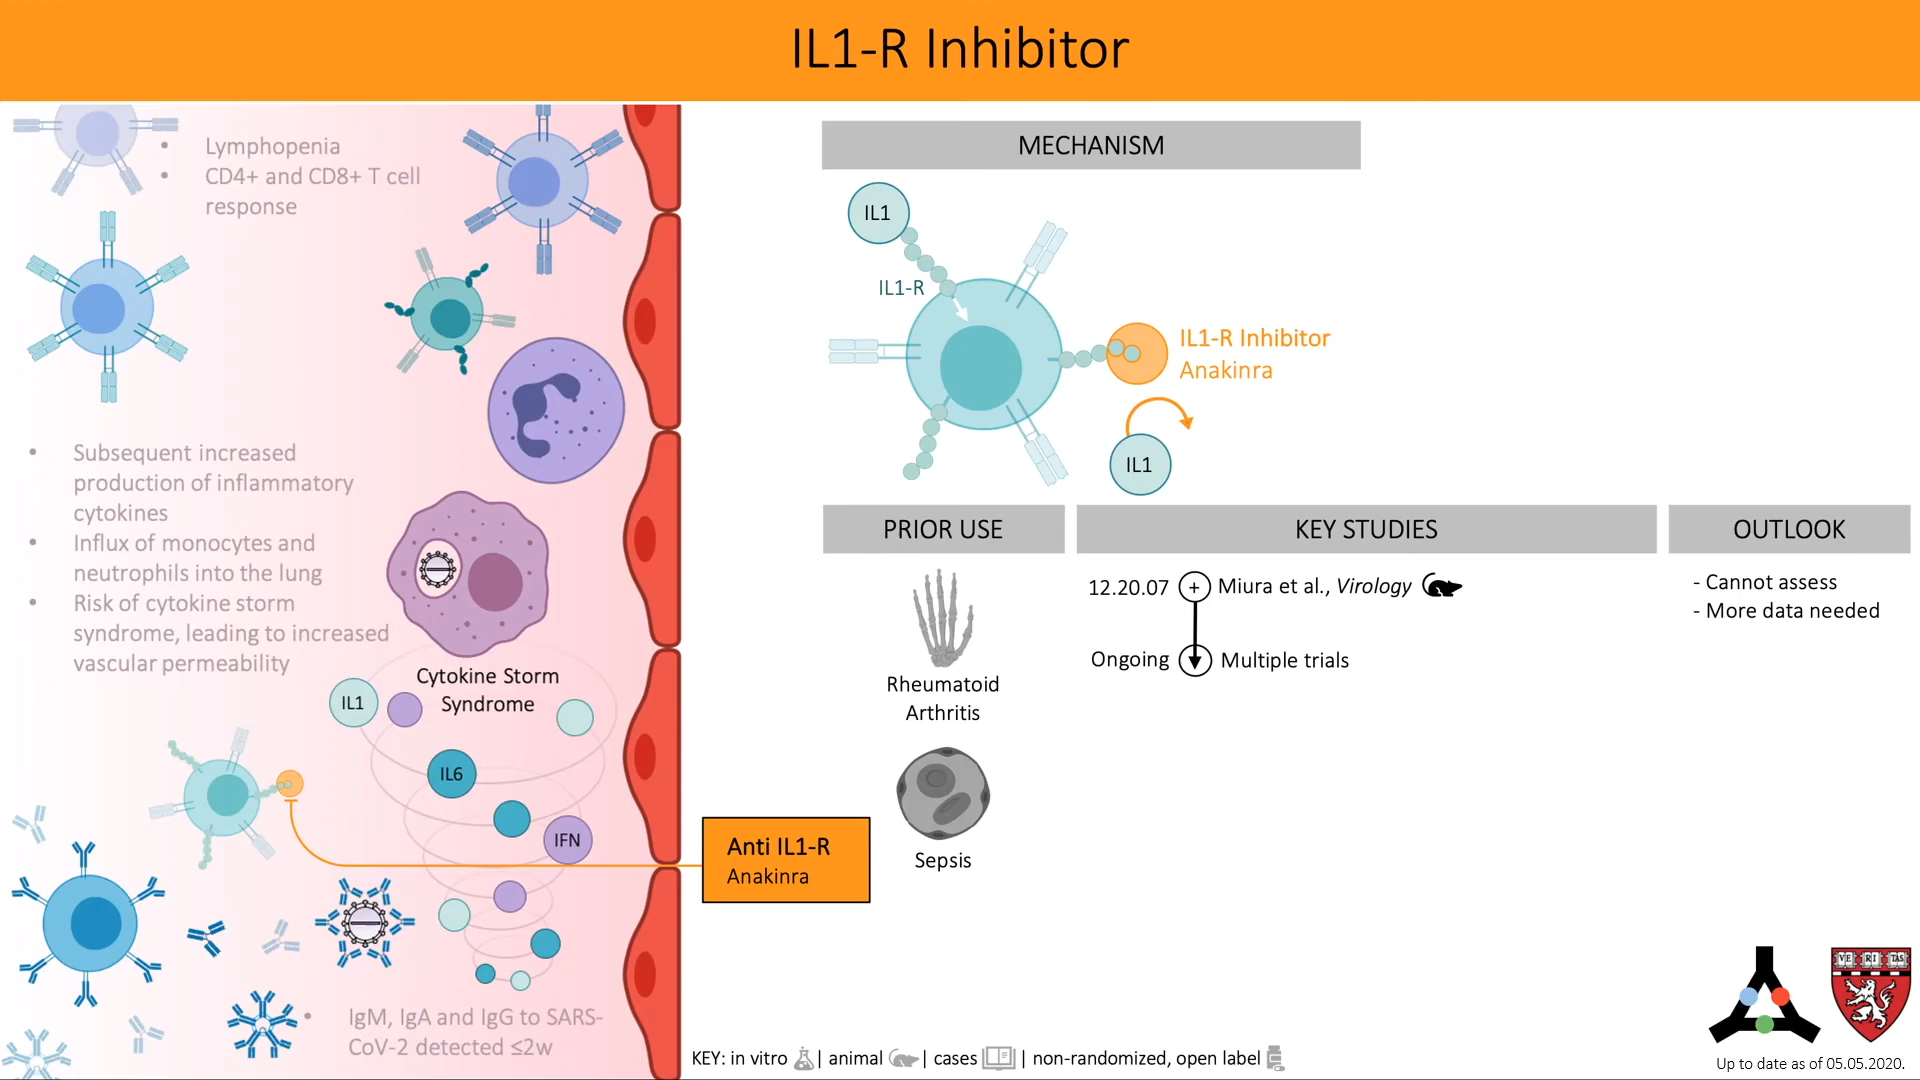 IL1-R Inhibitor
• Lymphopenia
• CD4+ and CD8+ T cell
response
• Subsequent increased
production of inflammatory
cytokines
• Influx of monocytes and
neutrophils into the lung
• Risk of cytokine storm
syndrome, leading to increased
vascular permeability
Cytokine Storm
Syndrome
IL1
IL6
IFN
• IgM, IgA and IgG to SARS-
CoV-2 detected ≤2w
Anti IL1-R
Anakinra
MECHANISM
IL1
IL1-R
IL1-R Inhibitor
Anakinra
IL1
PRIOR USE
Rheumatoid
Arthritis
Sepsis
KEY STUDIES
12.20.07 + Miura et al., Virology
Ongoing Multiple trials
OUTLOOK
- Cannot assess
- More data needed
KEY: in vitro | animal | cases | non-randomized, open label
VE RI TAS
Up to date as of 05.05.2020.